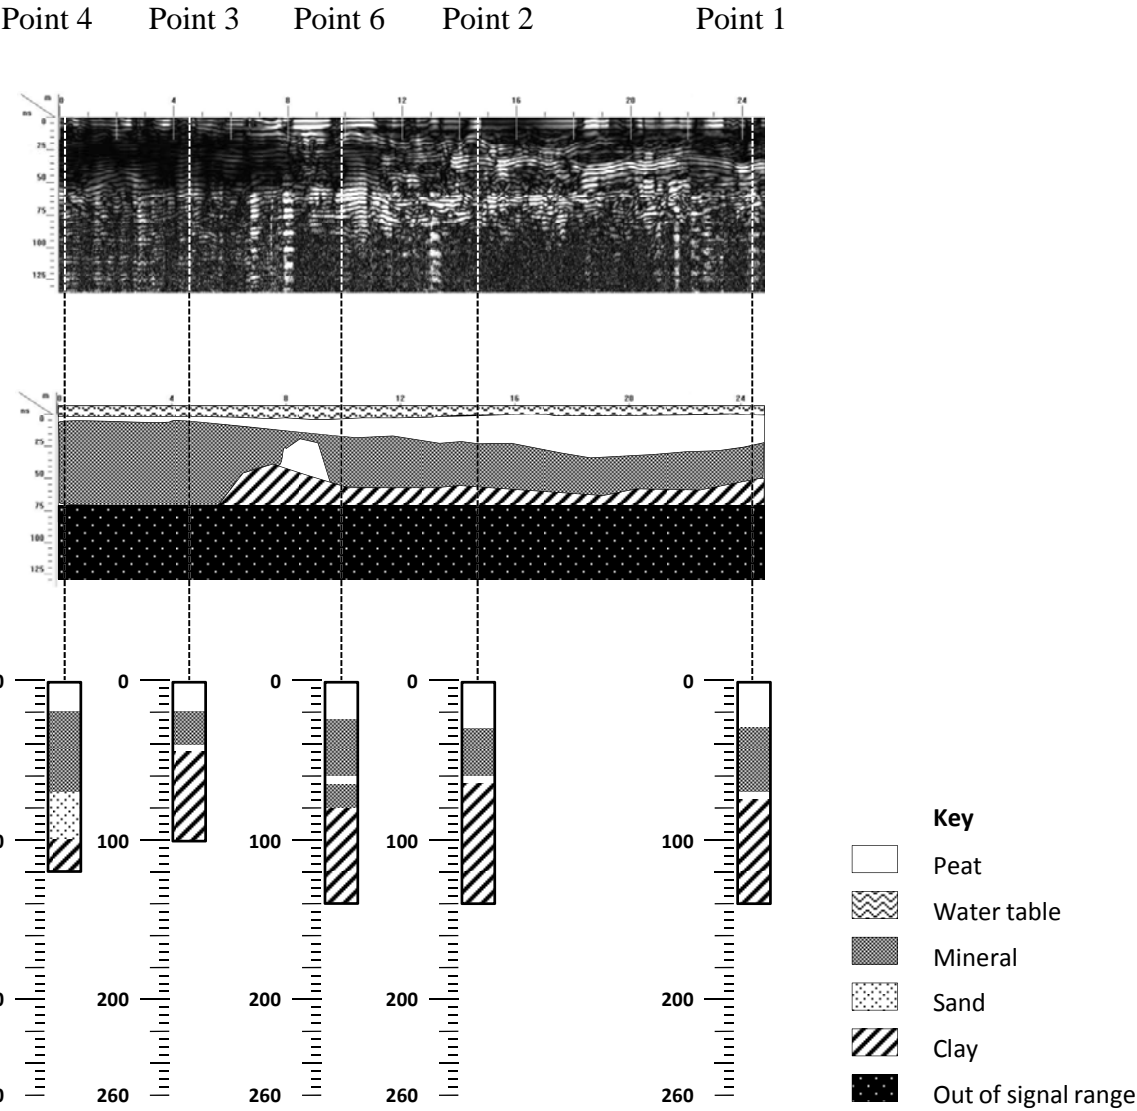 Point 4 Point 3 Point 6 Point 2 Point 1
m 0 4 8 12 16 20 24
ns
0
25
50
75
100
125
m 0 4 8 12 16 20 24
ns
0
25
50
75
100
125
0 0 0 0 0
0 100 100 100 100
0 200 200 200 200
0 260 260 260 260
Key
Peat
Water table
Mineral
Sand
Clay
Out of signal range